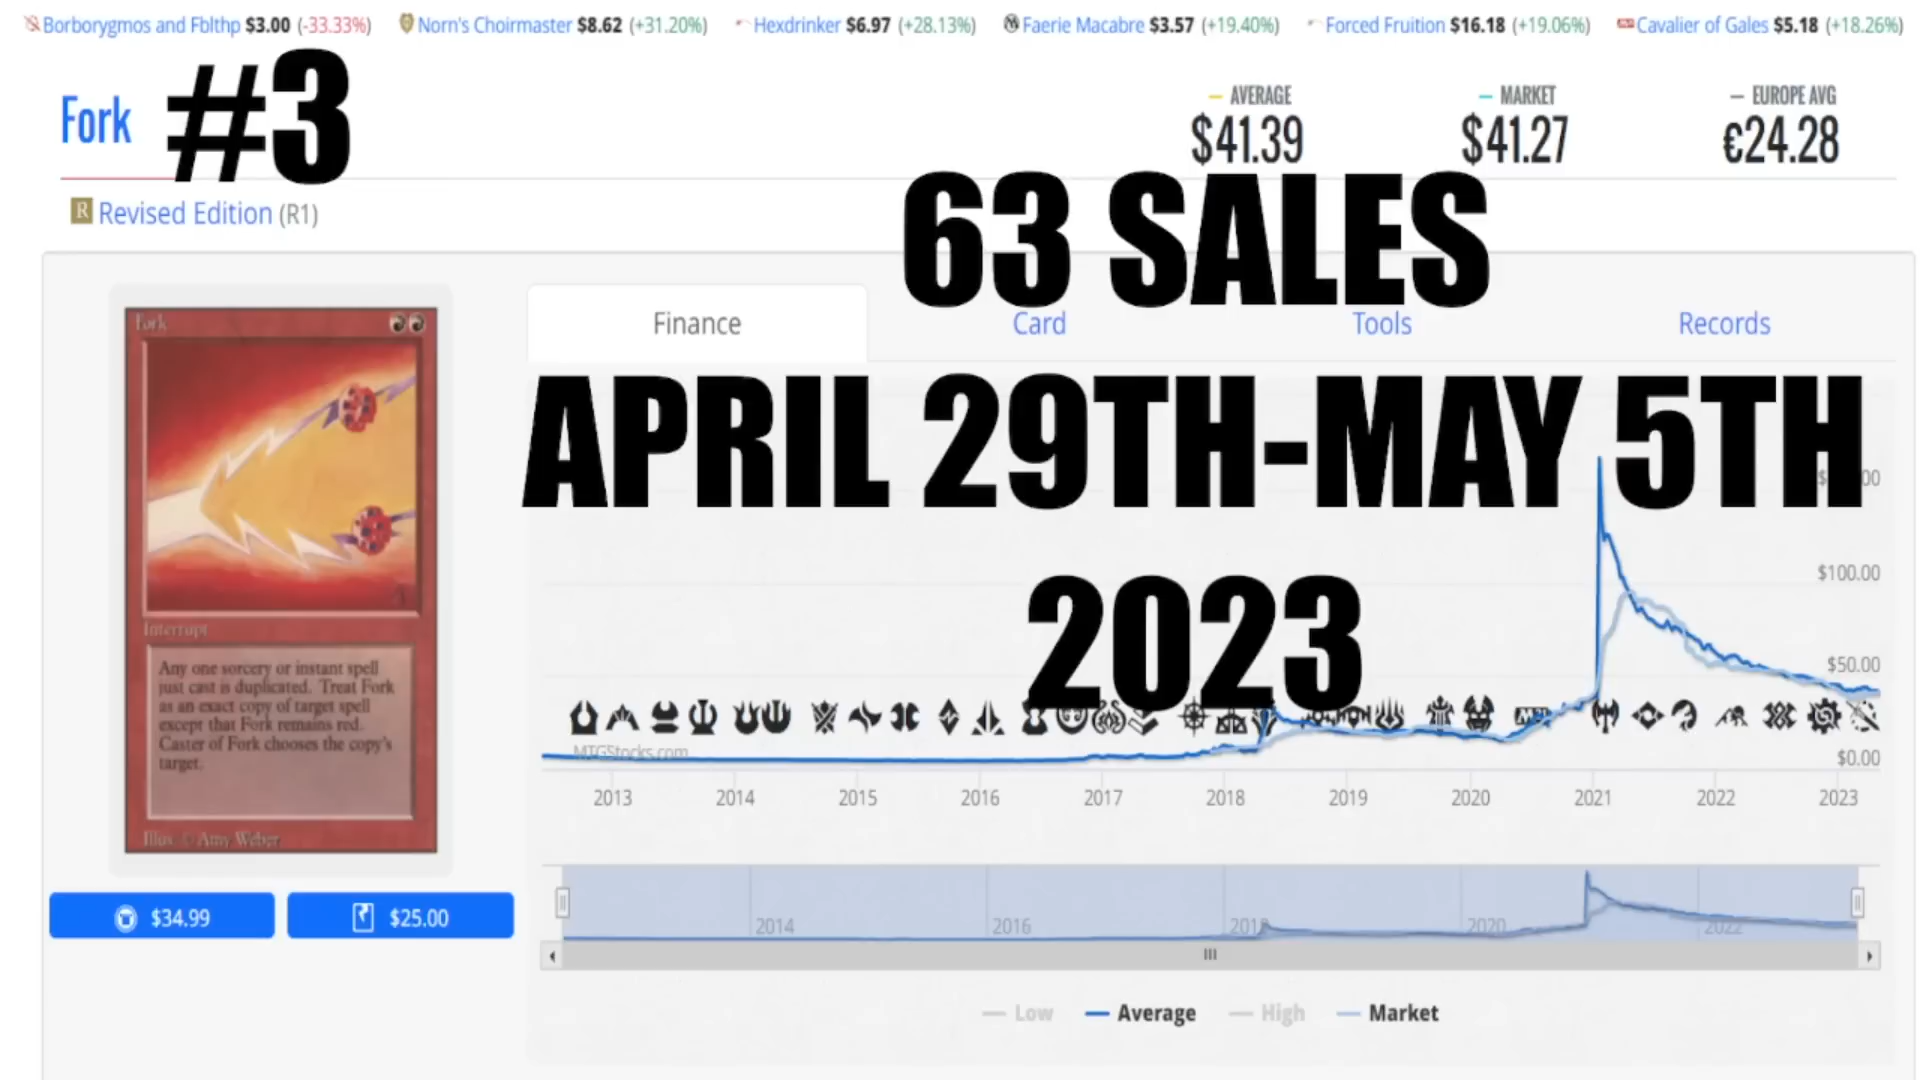 Borborygmos and Fblthp $3.00 (-33.33%) Norn's Choirmaster $8.62 (+31.20%) Hexdrinker $6.97 (+28.13%) Faerie Macabre $3.57 (+19.40%) Forced Fruition $16.18 (+19.06%) Cavalier of Gales $5.18 (+18.26%)
Fork #3
AVERAGE MARKET EUROPE AVG
$41.39 $41.27 €24.28
R Revised Edition (R1)
63 SALES
Finance Card Tools Records
APRIL 29TH-MAY 5TH
2023
Fork
Interrupt
Any one sorcery or instant spell
just cast is duplicated. Treat Fork
as an exact copy of target spell
except that Fork remains red.
Caster of Fork chooses the copy's
target.
Illus. © Amy Weber
$34.99 $25.00
$100.00
$50.00
$0.00
MTGStocks.com
2013 2014 2015 2016 2017 2018 2019 2020 2021 2022 2023
2014 2016 2018 2020 2022
Low Average High Market